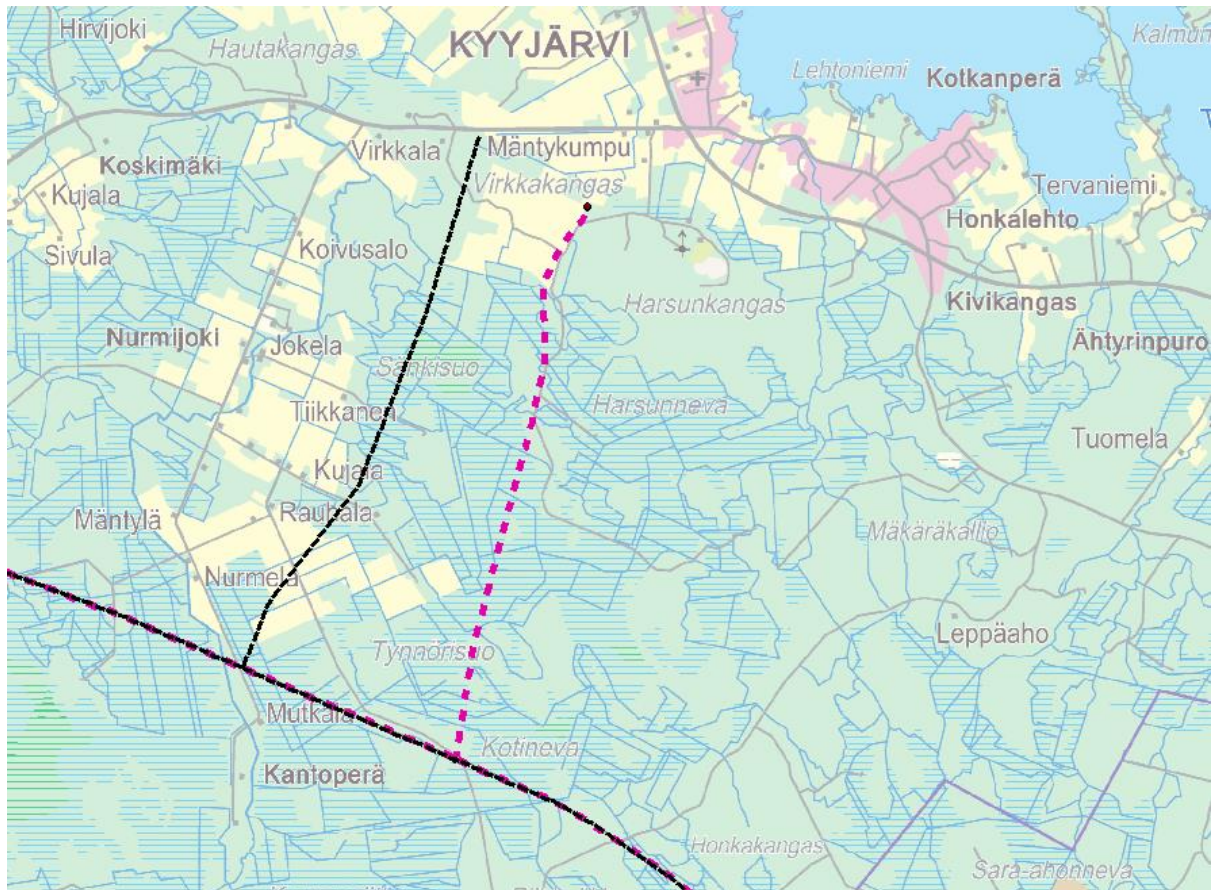 Hirvijoki
Hautakangas
KYYJÄRVI
Lehtoniemi
Kotkanperä
Koskimäki
Virkkala
Mäntykumpu
Kujala
Virkkakangas
Tervaniemi
Honkalehto
Sivula
Koivusalo
Harsunkangas
Kivikangas
Nurmijoki
Jokela
Ähtyrinpuro
Sänkisuo
Tiikkanen
Harsunneva
Tuomela
Kujala
Mäntylä
Rauhala
Mäkäräkallio
Nurmela
Leppäaho
Tynnörisuo
Mutkala
Kotineva
Kantoperä
Honkakangas
Sara-ahonneva